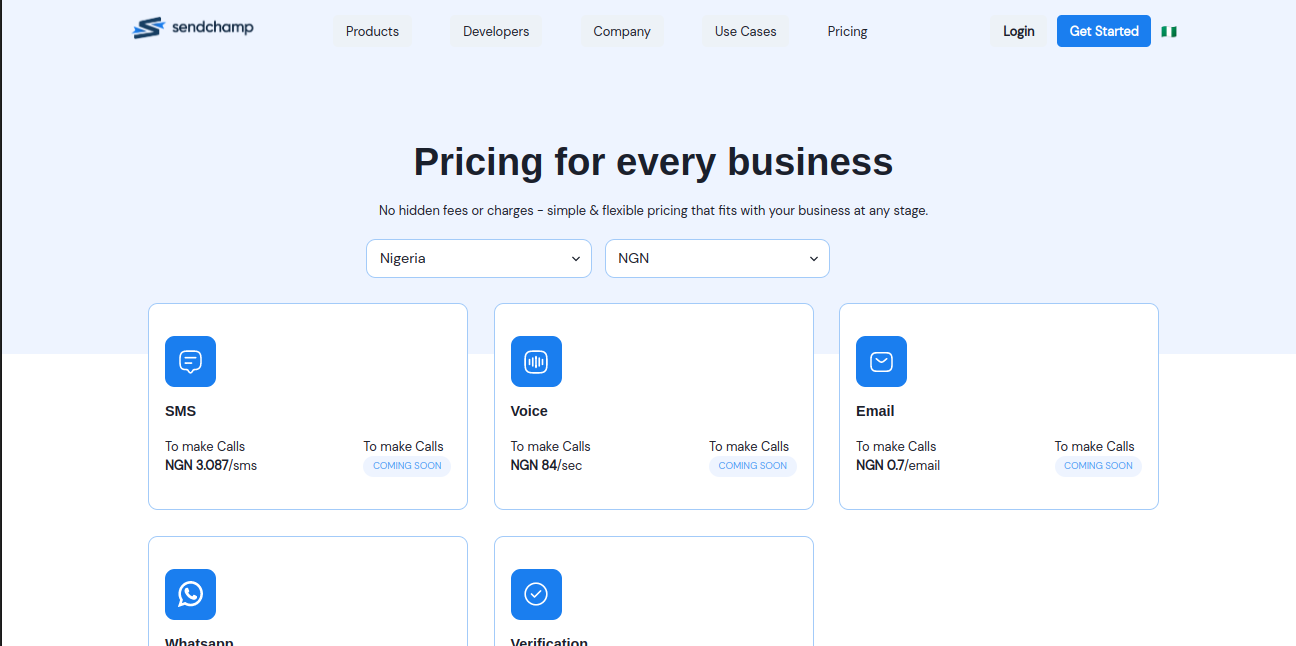 sendchamp
Products
Developers
Company
Use Cases
Pricing
Login
Get Started
Pricing for every business
No hidden fees or charges - simple & flexible pricing that fits with your business at any stage.
Nigeria
NGN
SMS
To make Calls
To make Calls
NGN 3.087/sms
COMING SOON
Voice
To make Calls
To make Calls
NGN 84/sec
COMING SOON
Email
To make Calls
To make Calls
NGN 0.7/email
COMING SOON
Whatsapp
Verification